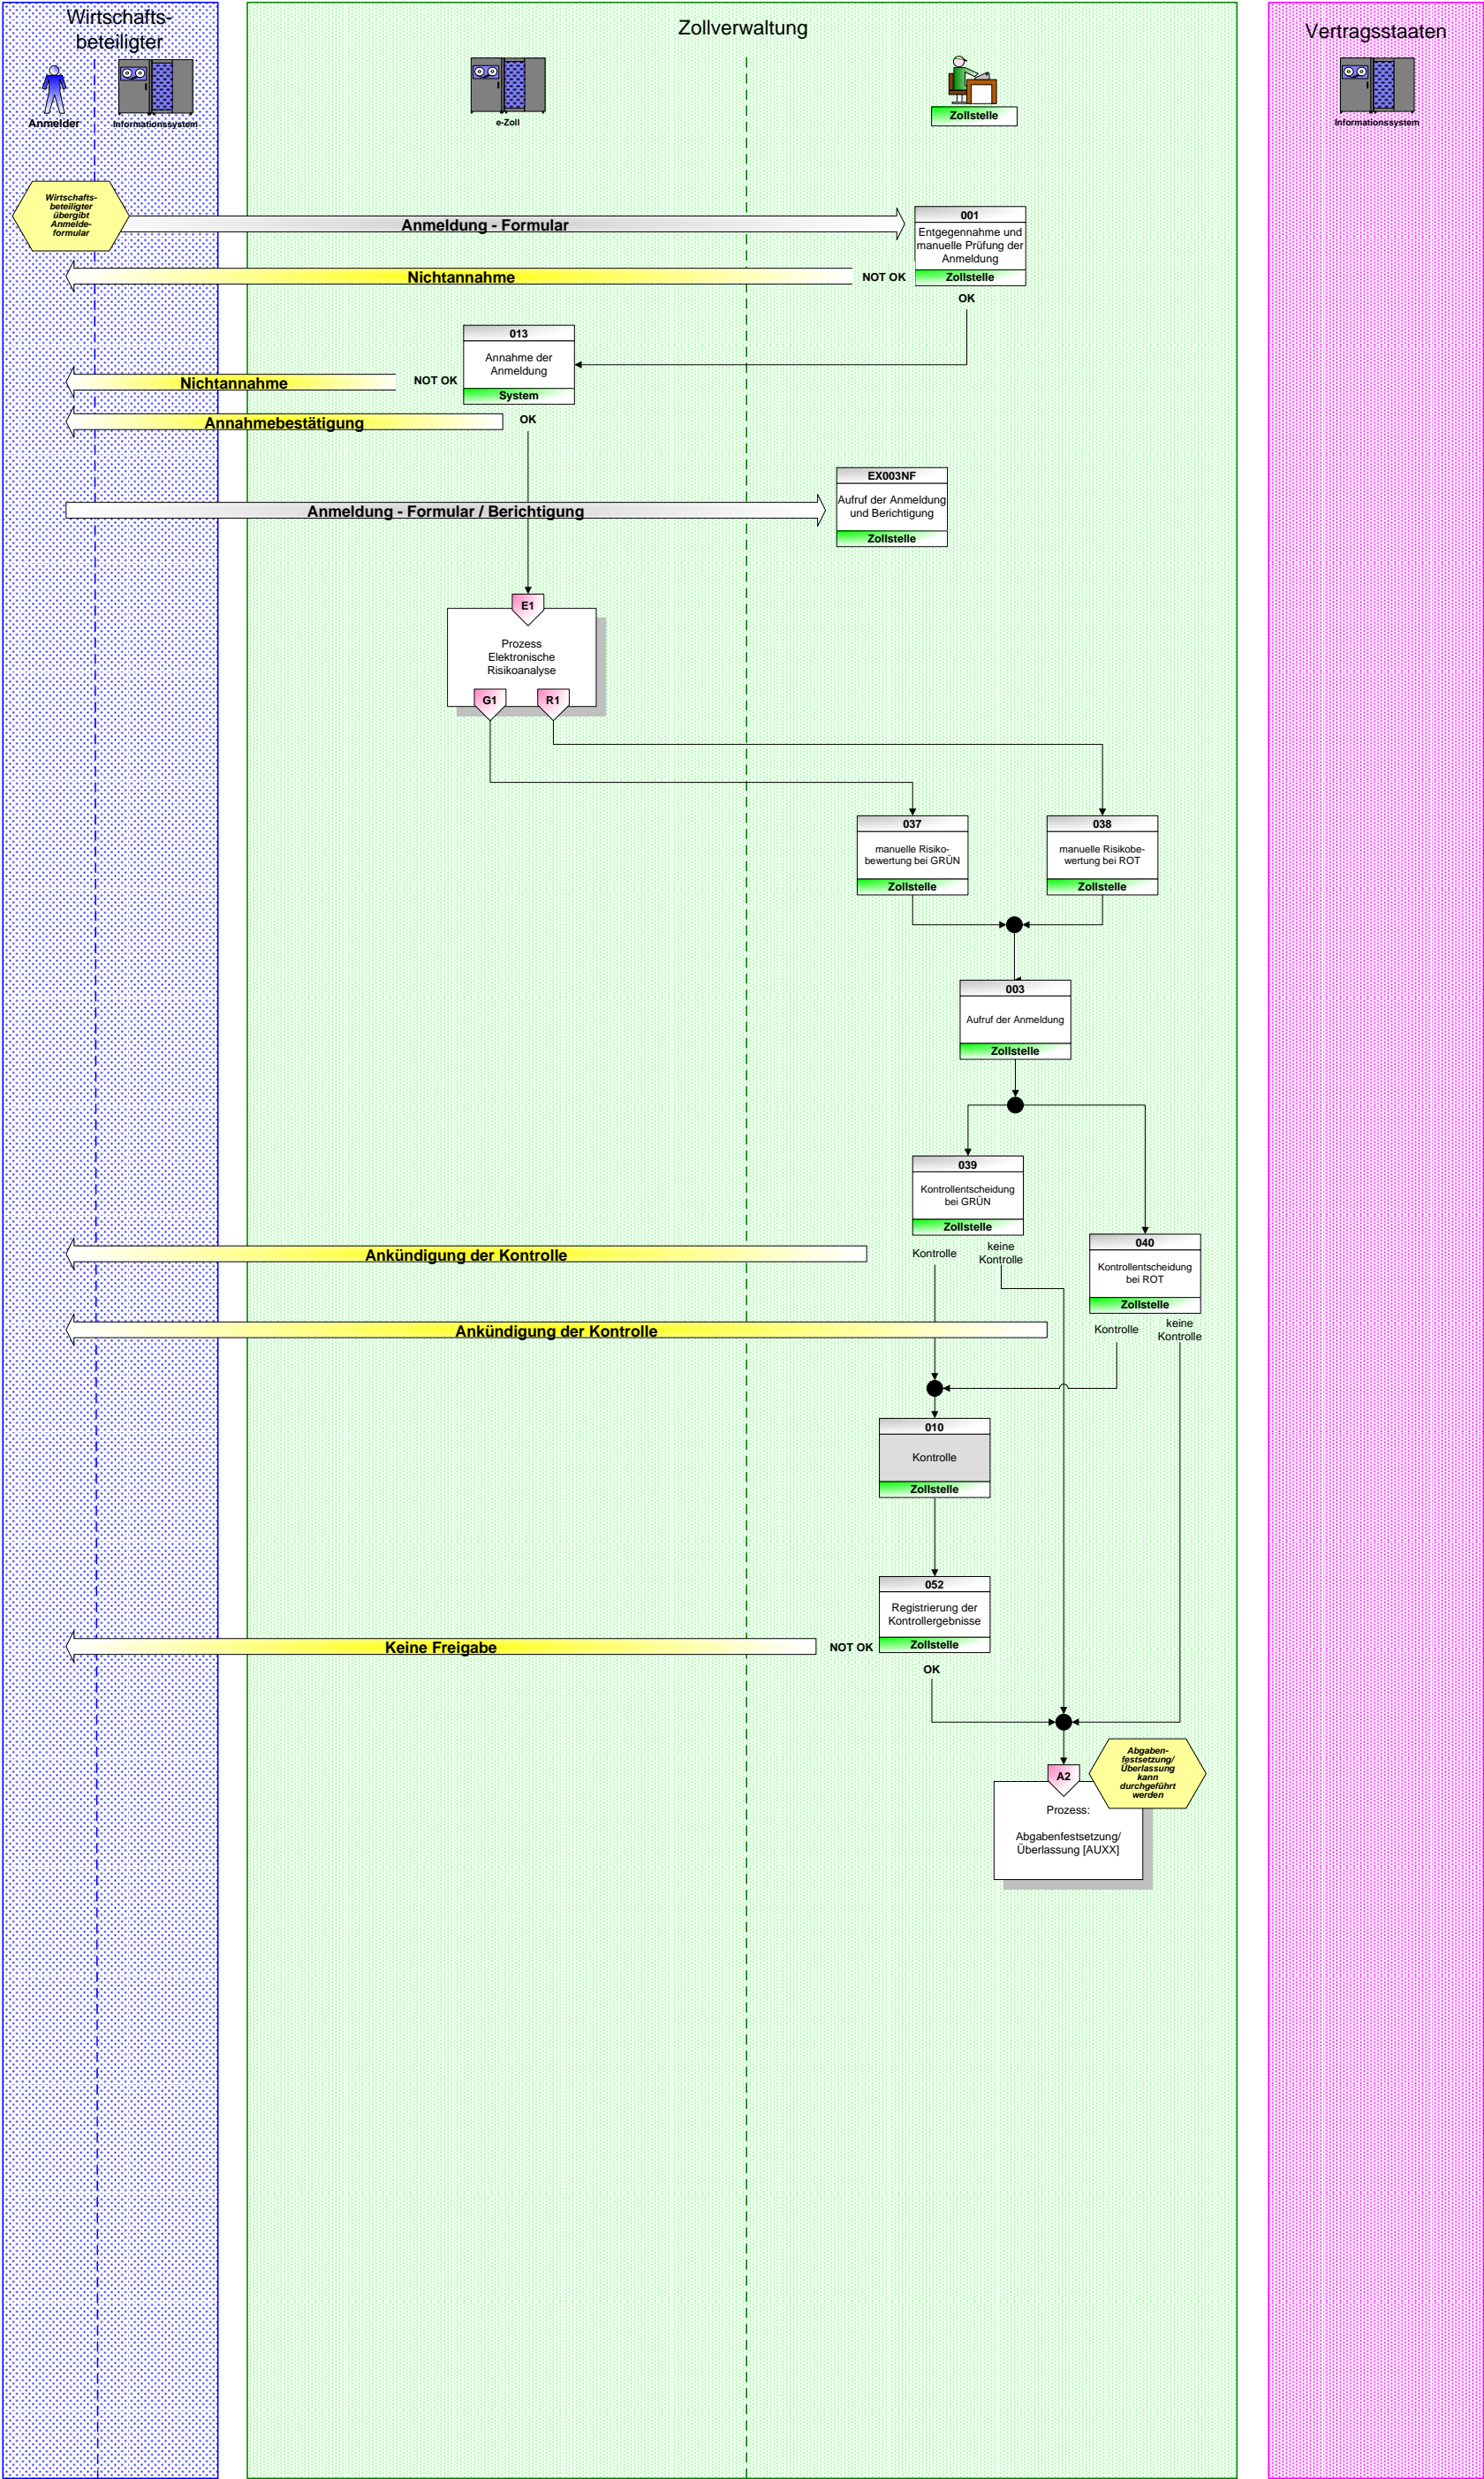 Wirtschafts-
beteiligter
Zollverwaltung
Vertragsstaaten
Anmelder
Informationssystem
e-Zoll
Zollstelle
Informationssystem
Wirtschafts-
beteiligter
übergibt
Anmelde-
formular
Anmeldung - Formular
001
Entgegennahme und
manuelle Prüfung der
Anmeldung
Zollstelle
Nichtannahme
NOT OK
OK
013
Annahme der
Anmeldung
System
Nichtannahme
NOT OK
Annahmebestätigung
OK
EX003NF
Aufruf der Anmeldung
und Berichtigung
Zollstelle
Anmeldung - Formular / Berichtigung
E1
Prozess
Elektronische
Risikoanalyse
G1
R1
037
manuelle Risiko-
bewertung bei GRÜN
Zollstelle
038
manuelle Risikobe-
wertung bei ROT
Zollstelle
003
Aufruf der Anmeldung
Zollstelle
039
Kontrollentscheidung
bei GRÜN
Zollstelle
Ankündigung der Kontrolle
Kontrolle
keine
Kontrolle
040
Kontrollentscheidung
bei ROT
Zollstelle
Ankündigung der Kontrolle
Kontrolle
keine
Kontrolle
010
Kontrolle
Zollstelle
052
Registrierung der
Kontrollergebnisse
Zollstelle
Keine Freigabe
NOT OK
OK
Abgaben-
festsetzung/
Überlassung
kann
durchgeführt
werden
A2
Prozess:
Abgabenfestsetzung/
Überlassung [AUXX]